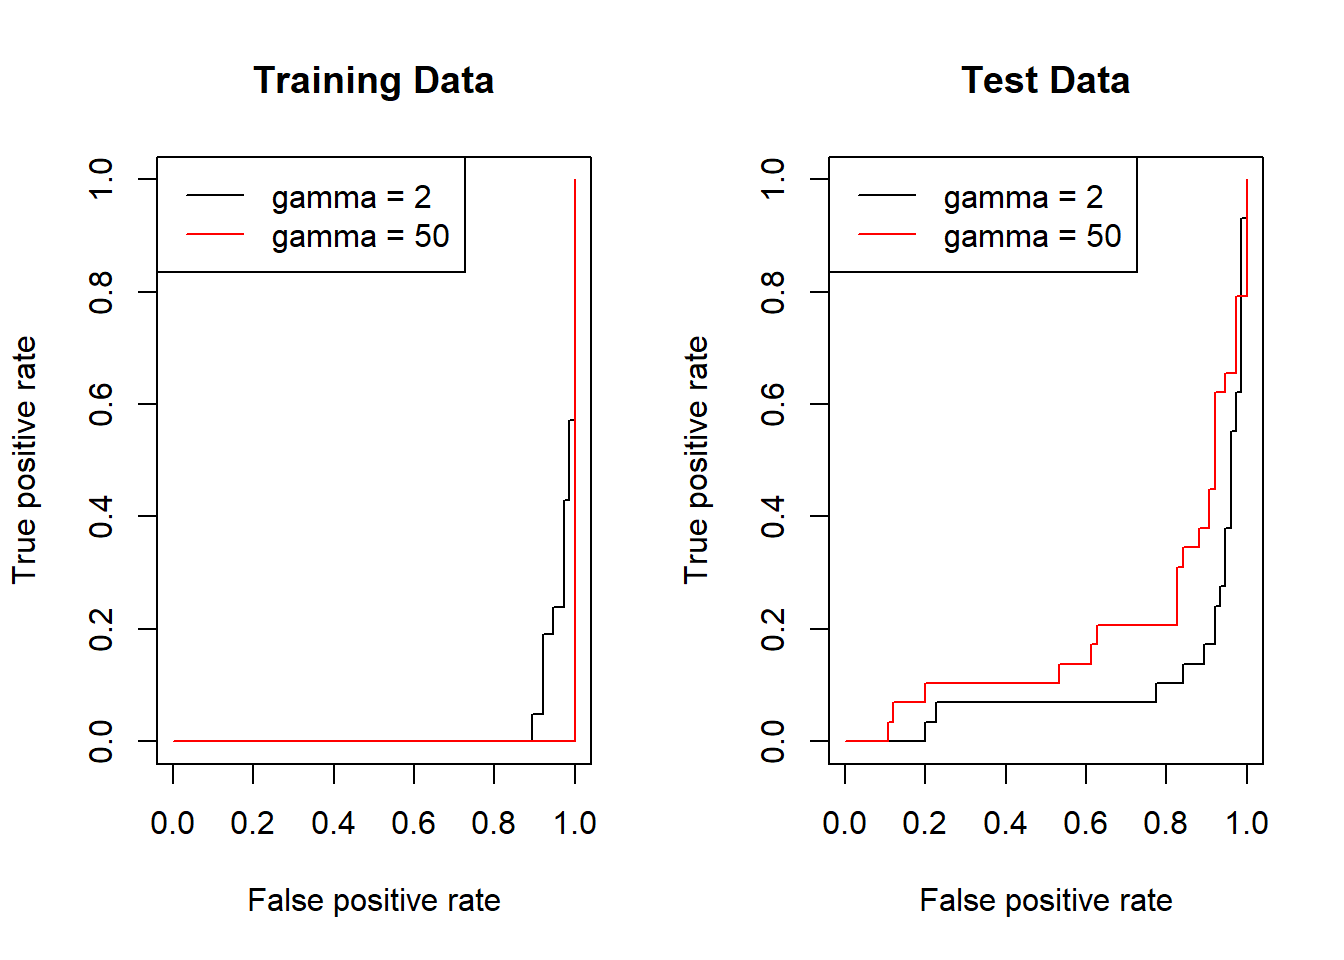 Training Data
gamma = 2
gamma = 50
True positive rate
1.0
0.8
0.6
0.4
0.2
0.0
0.0 0.2 0.4 0.6 0.8 1.0
False positive rate
Test Data
gamma = 2
gamma = 50
True positive rate
1.0
0.8
0.6
0.4
0.2
0.0
0.0 0.2 0.4 0.6 0.8 1.0
False positive rate